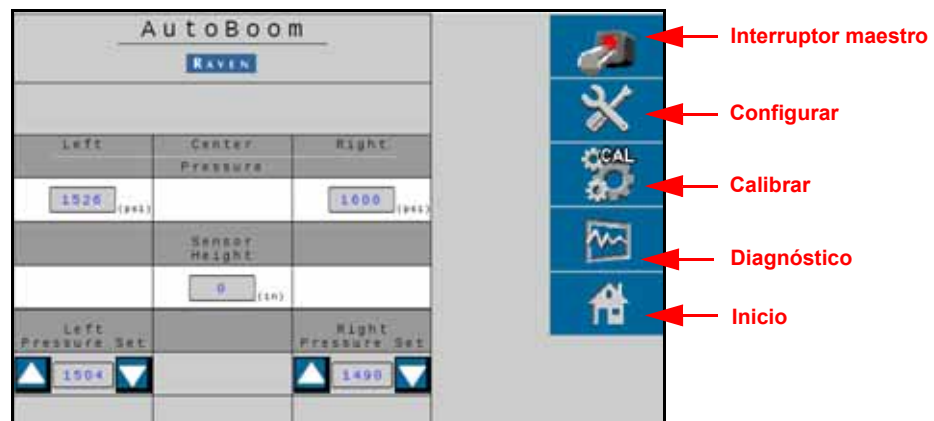 AutoBoom
RAVEN
Left Center Right
Pressure
1526 (psi) 1600 (psi)
Sensor
Height
0 (in)
Left Right
Pressure Set Pressure Set
1504 1490
CAL
Interruptor maestro
Configurar
Calibrar
Diagnóstico
Inicio